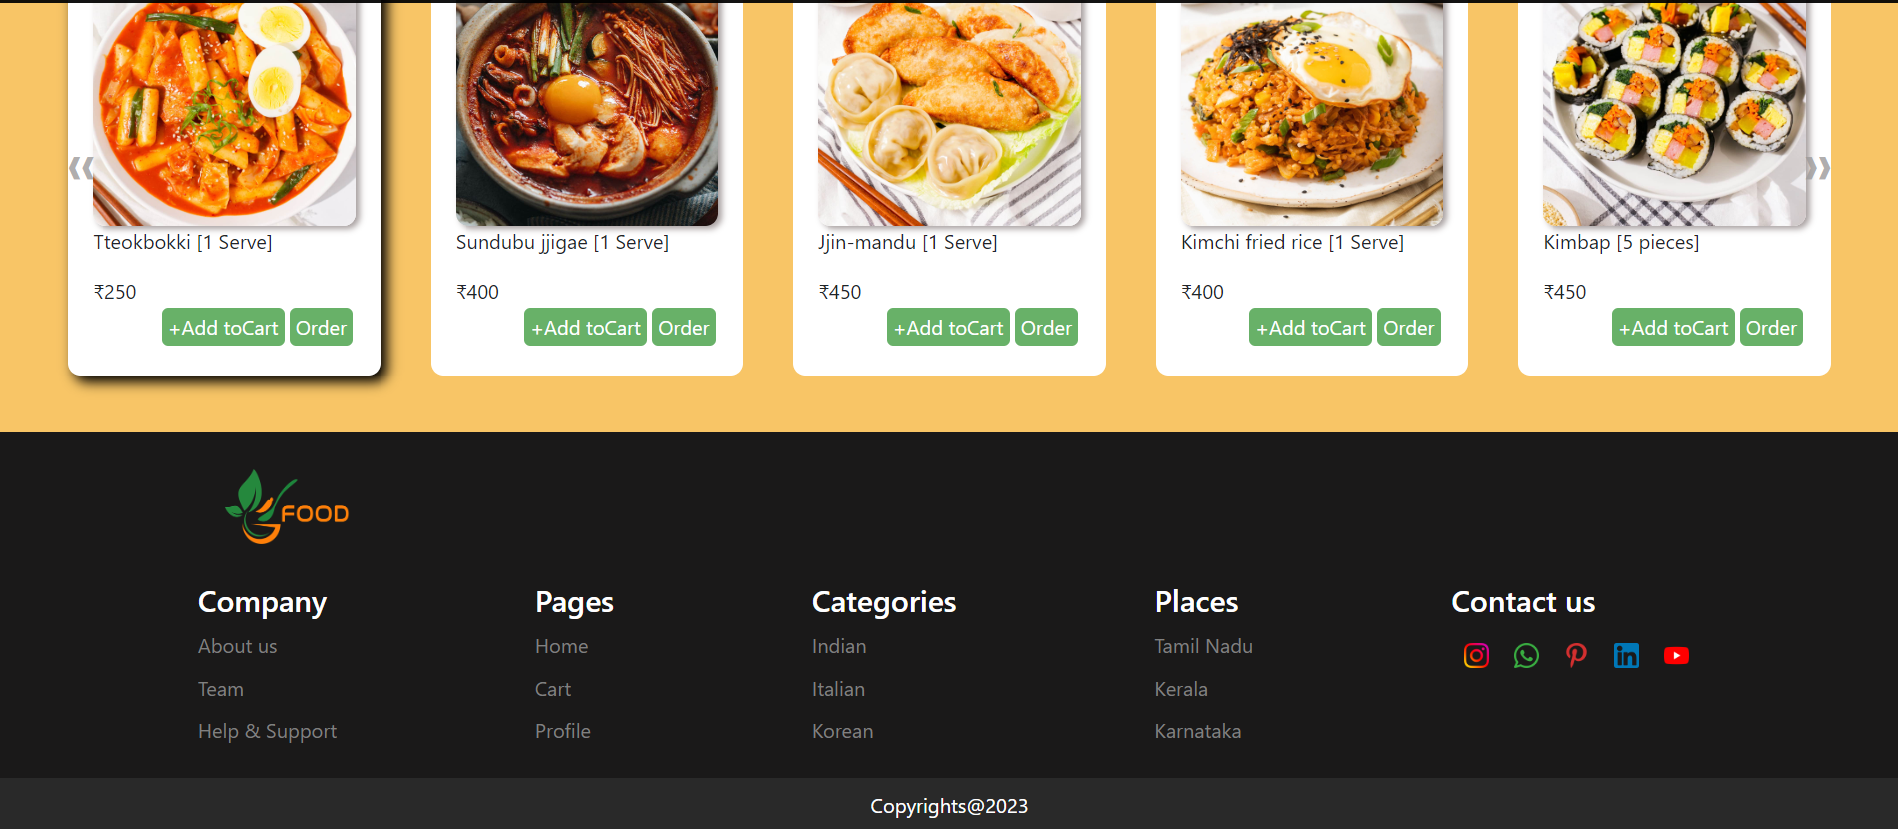 Tteokbokki [1 Serve]
₹250
+Add toCart Order
Sundubu jjigae [1 Serve]
₹400
+Add toCart Order
Jjin-mandu [1 Serve]
₹450
+Add toCart Order
Kimchi fried rice [1 Serve]
₹400
+Add toCart Order
Kimbap [5 pieces]
₹450
+Add toCart Order
FOOD
Company
About us
Team
Help & Support
Pages
Home
Cart
Profile
Categories
Indian
Italian
Korean
Places
Tamil Nadu
Kerala
Karnataka
Contact us
Copyrights@2023